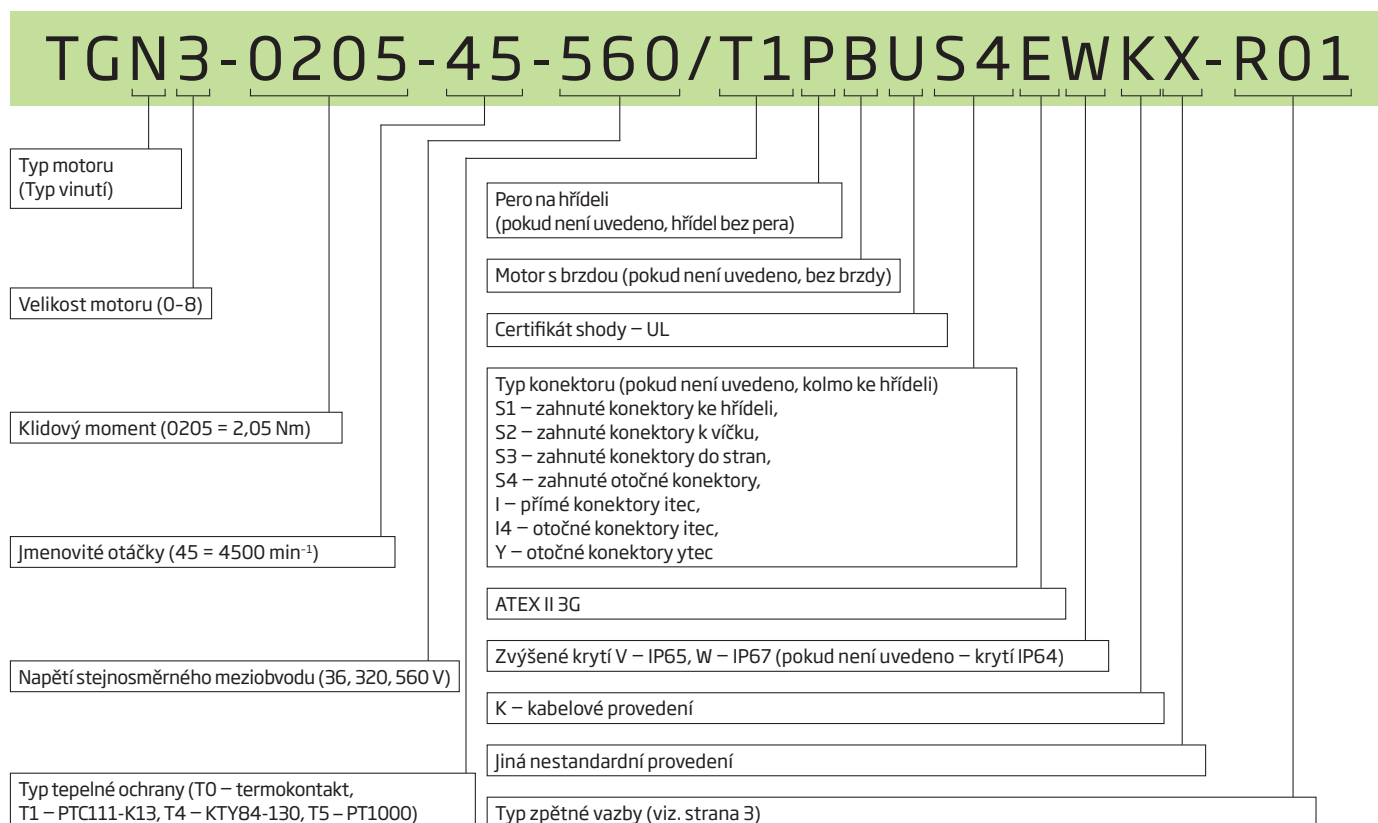 TGN3-0205-45-560/T1PBUS4EWKX-R01
Typ motoru
(Typ vinutí)
Velikost motoru (0–8)
Klidový moment (0205 = 2,05 Nm)
Jmenovité otáčky (45 = 4500 min⁻¹)
Napětí stejnosměrného meziobvodu (36, 320, 560 V)
Typ tepelné ochrany (T0 – termokontakt,
T1 – PTC111-K13, T4 – KTY84-130, T5 – PT1000)
Pero na hřídeli
(pokud není uvedeno, hřídel bez pera)
Motor s brzdou (pokud není uvedeno, bez brzdy)
Certifikát shody – UL
Typ konektoru (pokud není uvedeno, kolmo ke hřídeli)
S1 – zahnuté konektory ke hřídeli,
S2 – zahnuté konektory k víčku,
S3 – zahnuté konektory do stran,
S4 – zahnuté otočné konektory,
I – přímé konektory itec,
I4 – otočné konektory itec,
Y – otočné konektory ytec
ATEX II 3G
Zvýšené krytí V – IP65, W – IP67 (pokud není uvedeno – krytí IP64)
K – kabelové provedení
Jiná nestandardní provedení
Typ zpětné vazby (viz. strana 3)